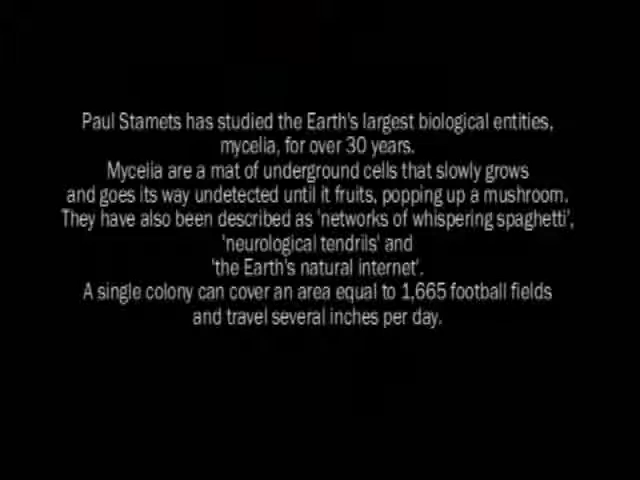 Paul Stamets has studied the Earth's largest biological entities,
mycelia, for over 30 years.
Mycelia are a mat of underground cells that slowly grows
and goes its way undetected until it fruits, popping up a mushroom.
They have also been described as 'networks of whispering spaghetti',
'neurological tendrils' and
'the Earth's natural internet'.
A single colony can cover an area equal to 1,665 football fields
and travel several inches per day.